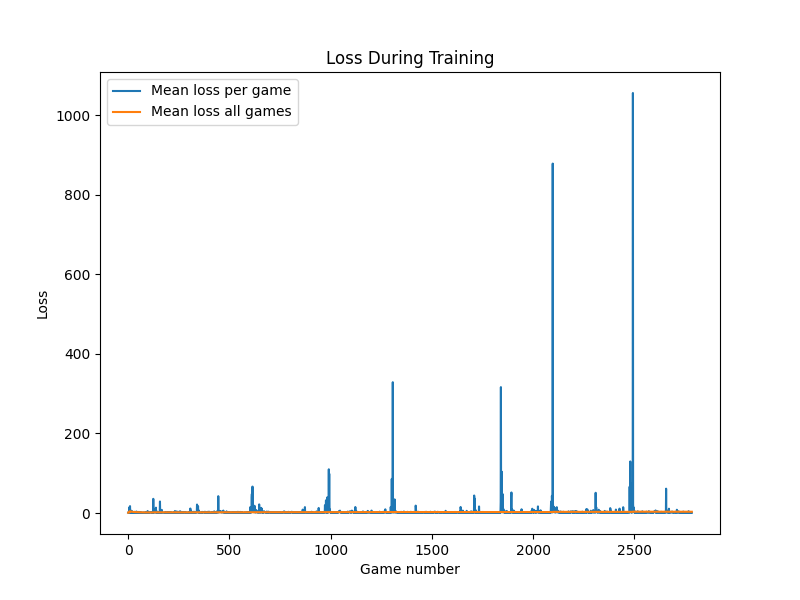 Loss During Training
Mean loss per game
Mean loss all games
1000
800
600
400
200
0
Loss
0 500 1000 1500 2000 2500
Game number